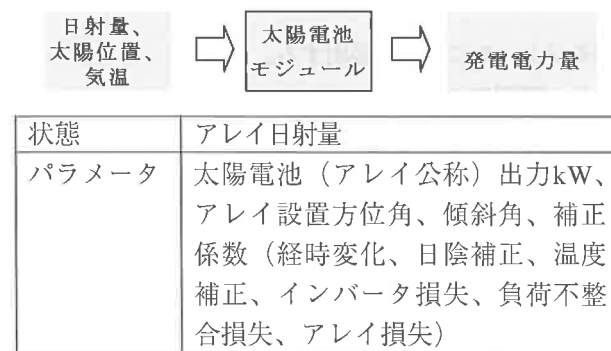 日射量、
太陽位置、
気温
太陽電池
モジュール
発電電力量
状態
アレイ日射量
パラメータ
太陽電池（アレイ公称）出力kW、
アレイ設置方位角、傾斜角、補正
係数（経時変化、日陰補正、温度
補正、インバータ損失、負荷不整
合損失、アレイ損失）